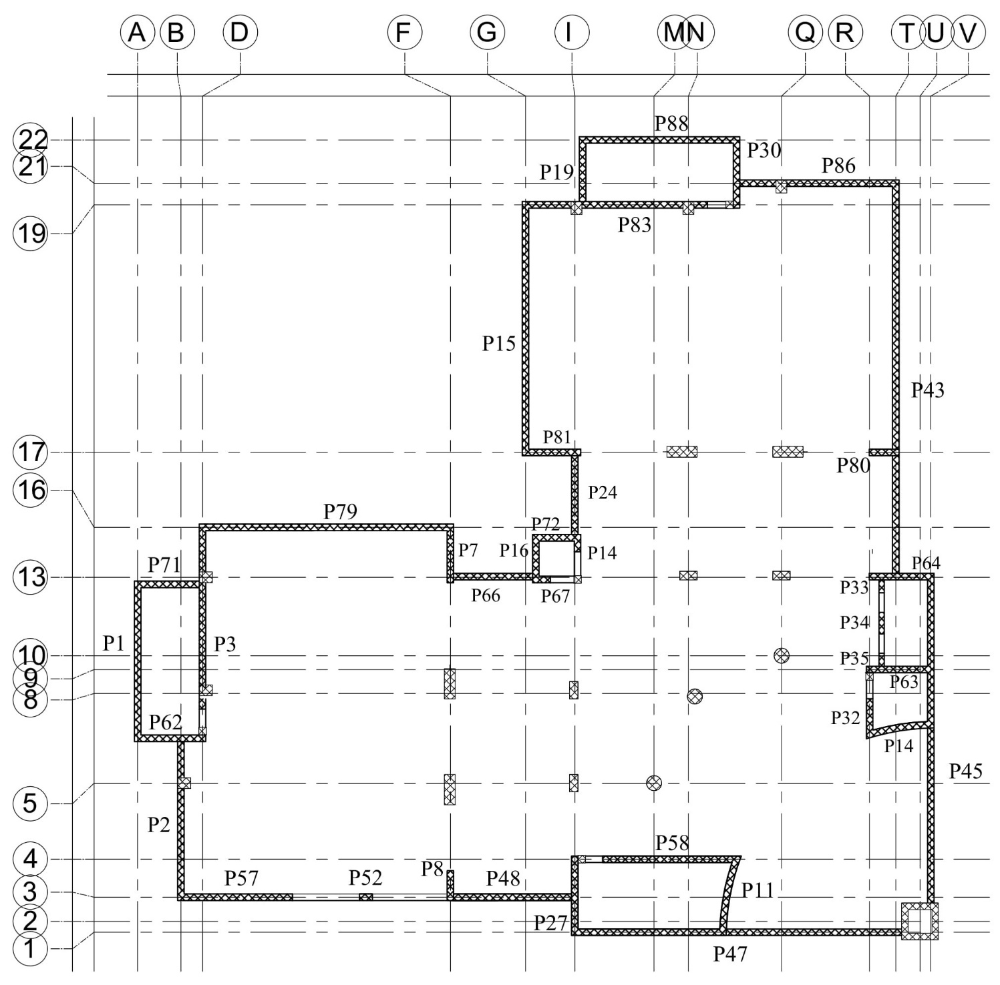 A B D F G I M N Q R T U V
P88
22
P30
21
P19
P86
19
P83
P15
P43
17
P81
P80
16
P24
P79
P72
P7 P16 P14
P71
13
P64
P66 P67
P33
P34
P1 P3
10
P35
9
P63
8
P62
P32
P14
P45
5
P2
P58
4
P8
P57 P52 P48
3
P11
2
P27
1
P47